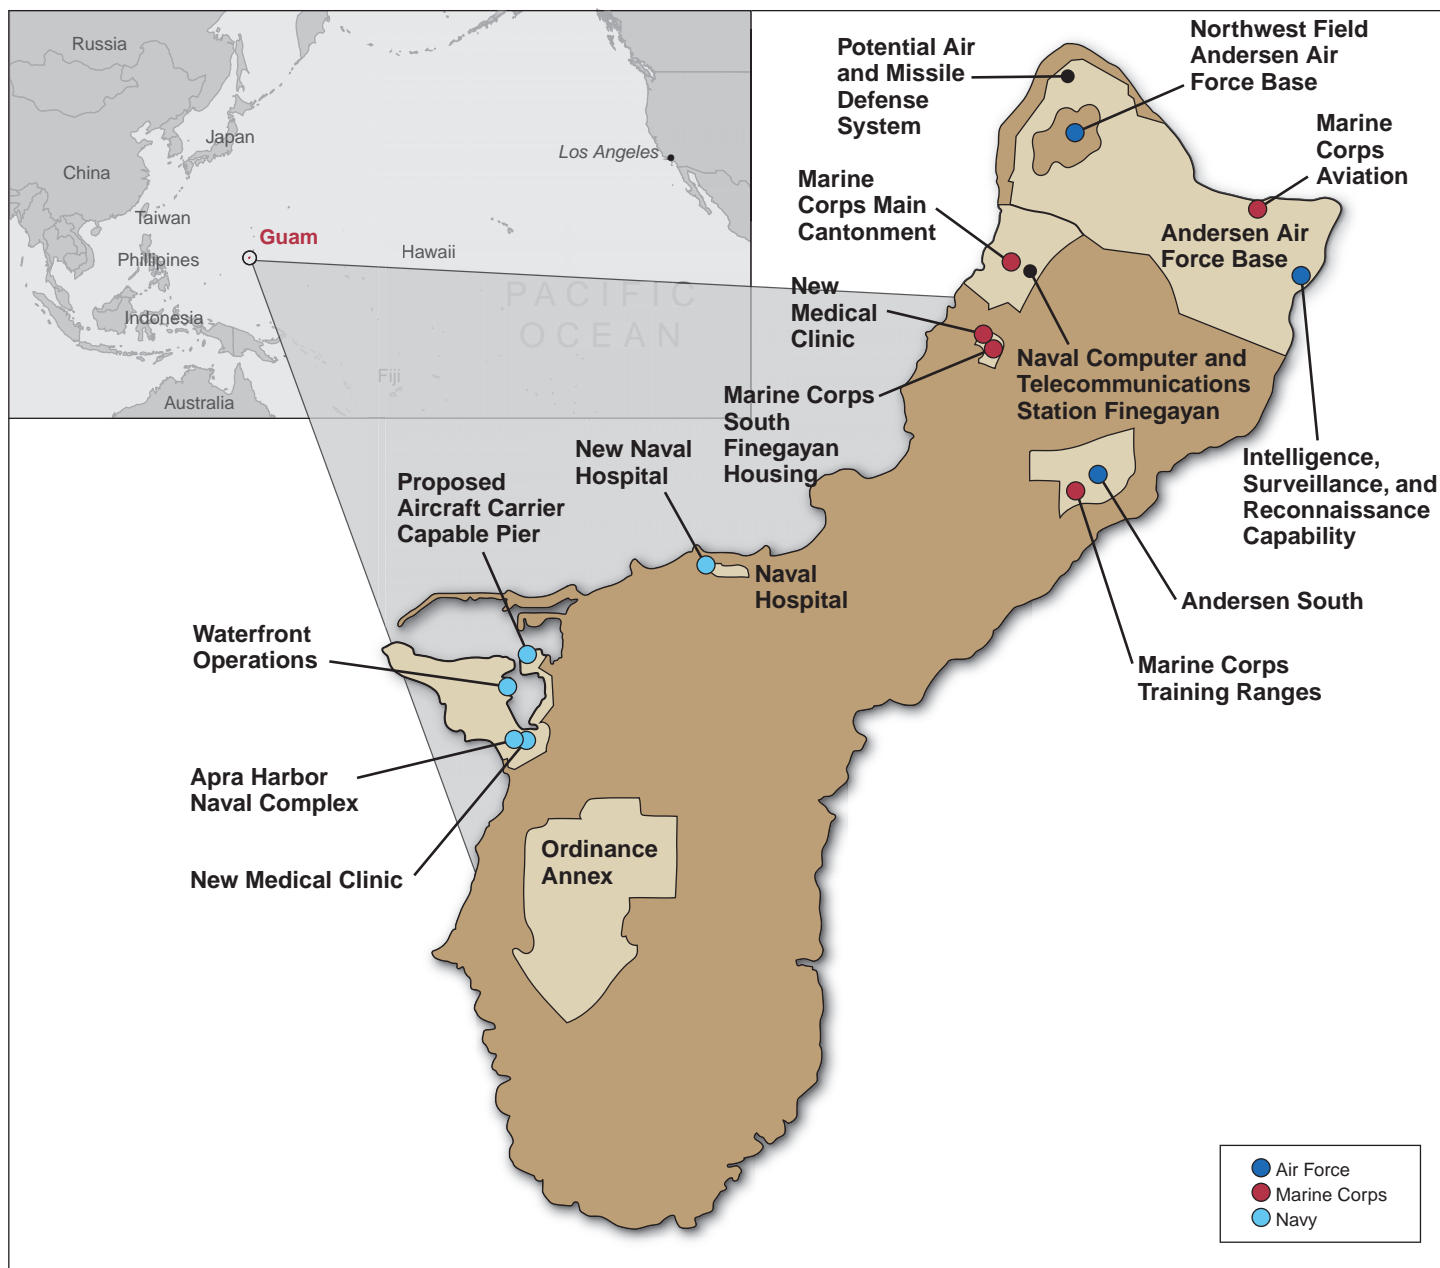 Russia
Japan
China
Taiwan
Phillipines
Guam
Hawaii
Los Angeles
PACIFIC
OCEAN
Indonesia
Fiji
Australia
Potential Air
and Missile
Defense
System
Northwest Field
Andersen Air
Force Base
Marine
Corps
Aviation
Marine
Corps Main
Cantonment
Andersen Air
Force Base
New
Medical
Clinic
Naval Computer and
Telecommunications
Station Finegayan
Marine Corps
South
Finegayan
Housing
Intelligence,
Surveillance, and
Reconnaissance
Capability
New Naval
Hospital
Proposed
Aircraft Carrier
Capable Pier
Naval
Hospital
Andersen South
Marine Corps
Training Ranges
Waterfront
Operations
Apra Harbor
Naval Complex
New Medical Clinic
Ordinance
Annex
Air Force
Marine Corps
Navy